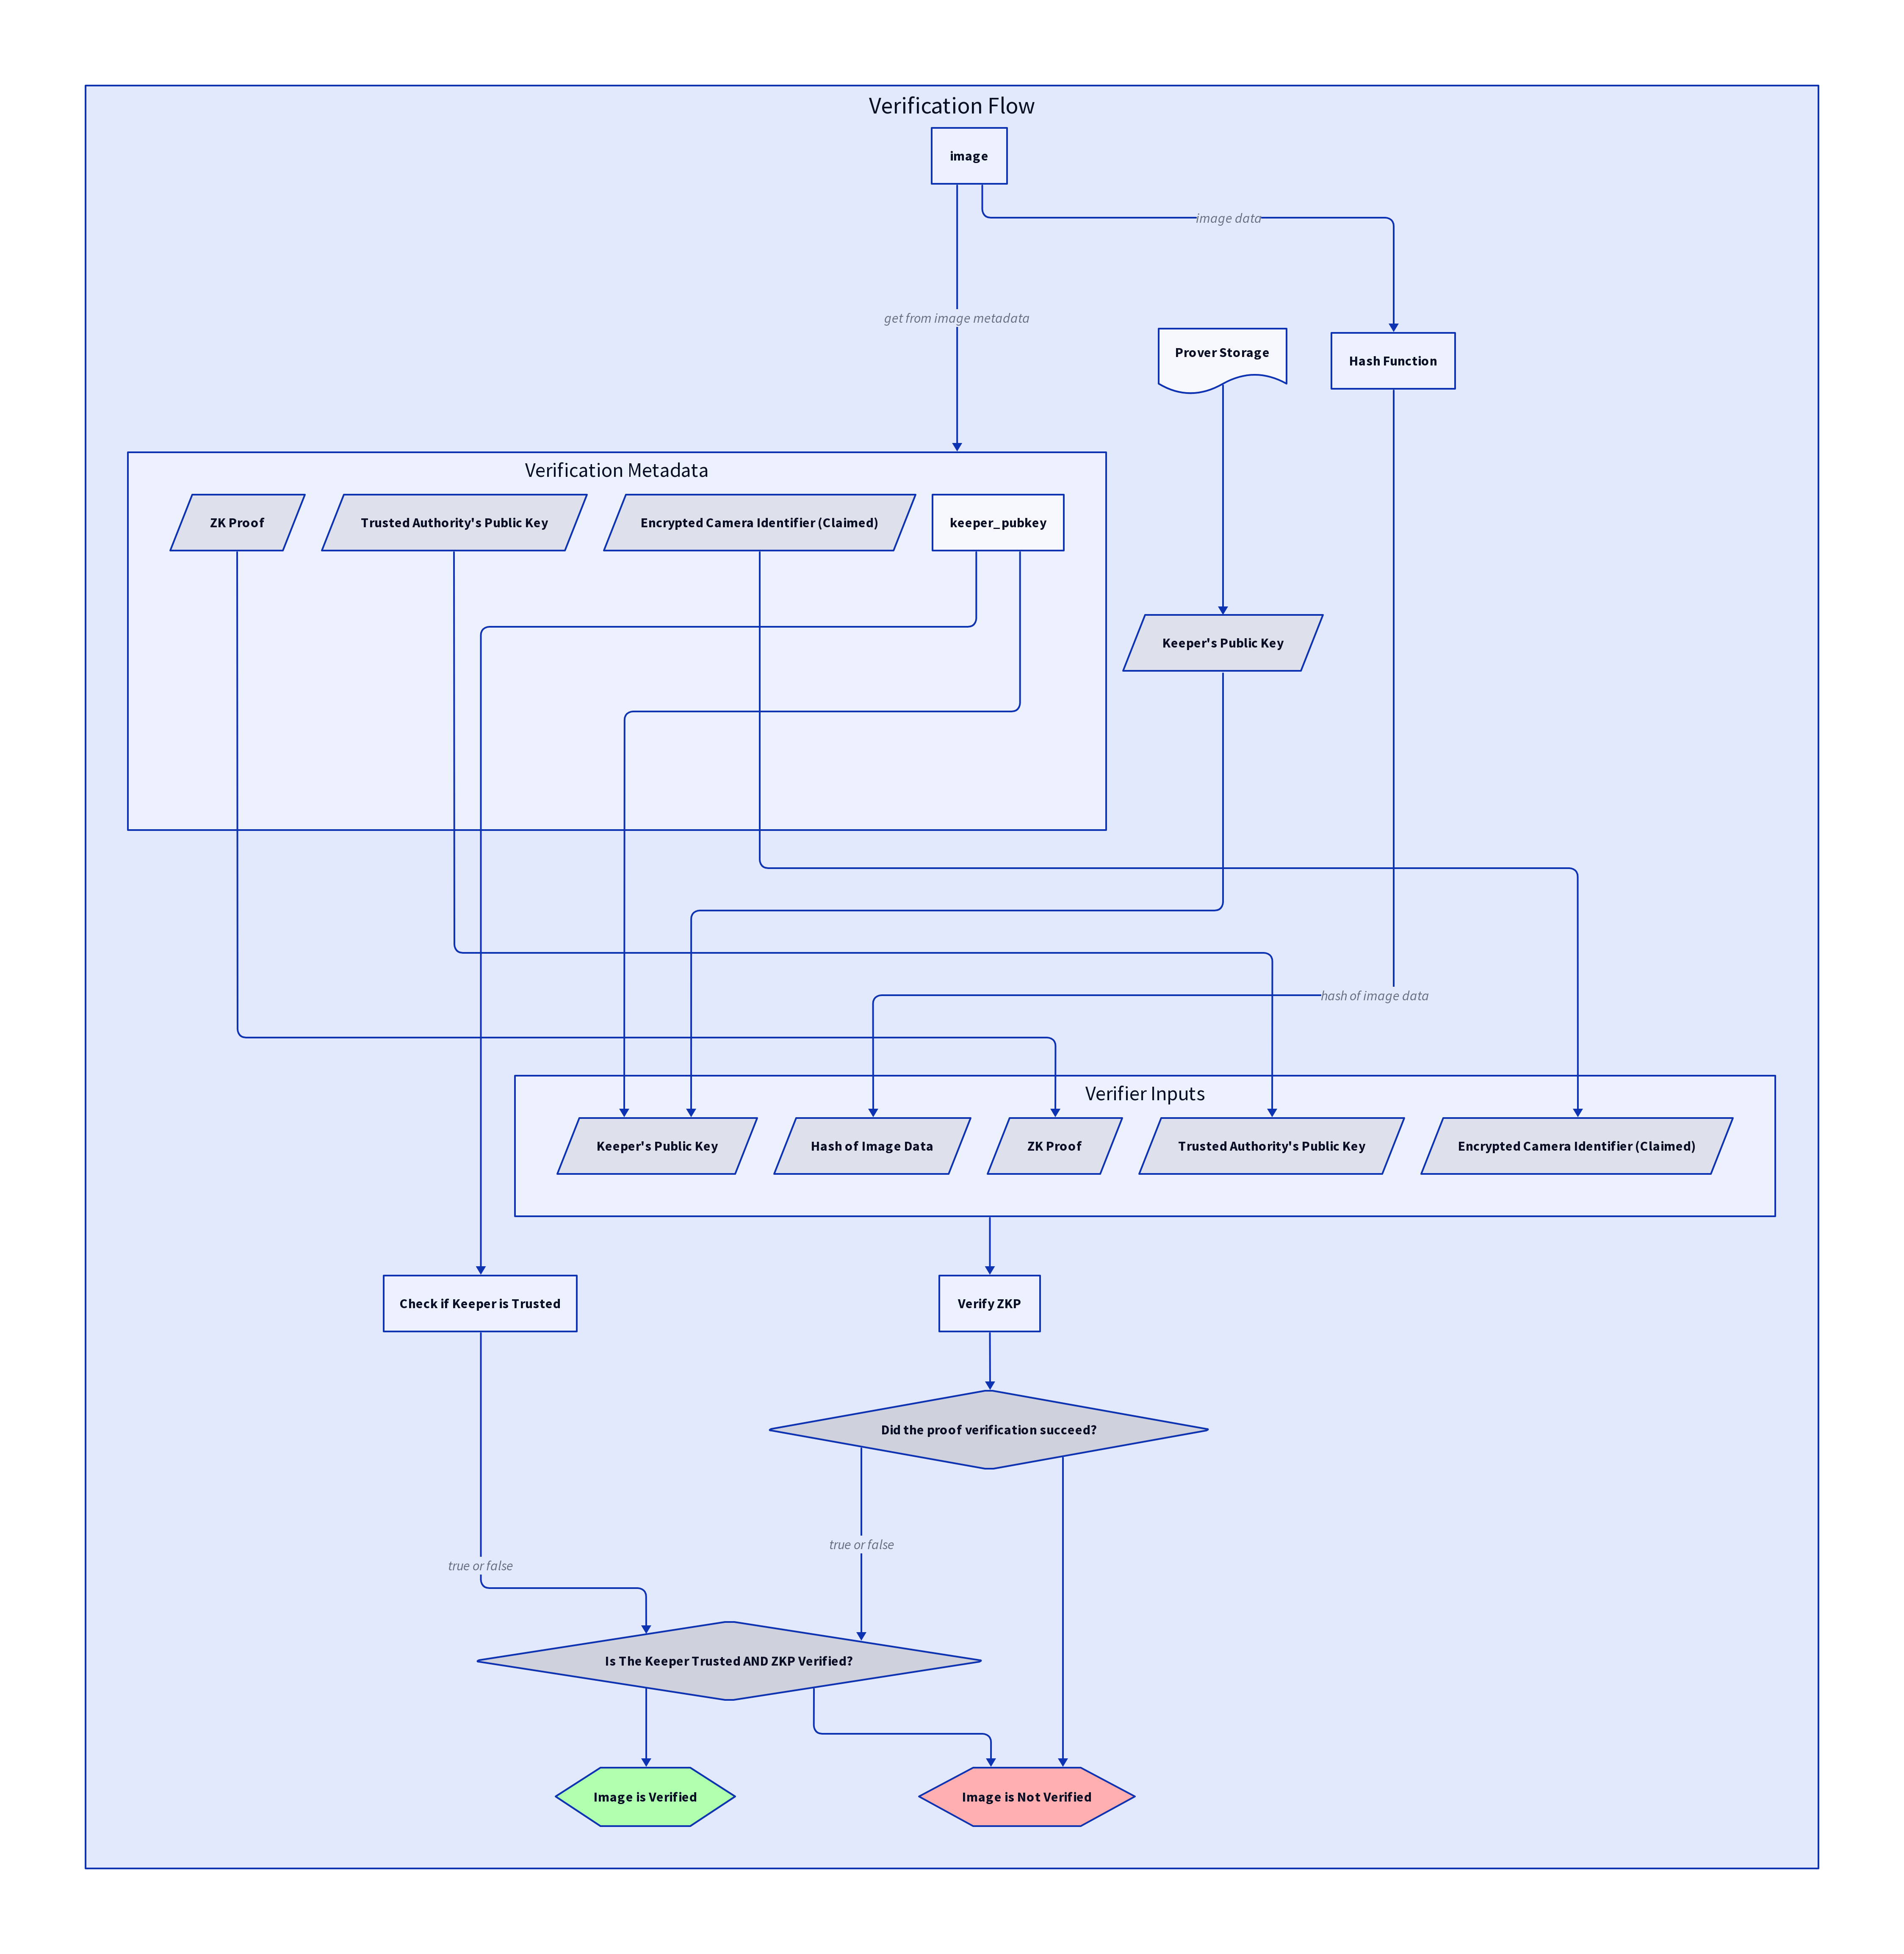 Verification Flow
image
image data
get from image metadata
Prover Storage
Hash Function
Verification Metadata
ZK Proof
Trusted Authority's Public Key
Encrypted Camera Identifier (Claimed)
keeper_pubkey
Keeper's Public Key
hash of image data
Verifier Inputs
Keeper's Public Key
Hash of Image Data
ZK Proof
Trusted Authority's Public Key
Encrypted Camera Identifier (Claimed)
Check if Keeper is Trusted
Verify ZKP
Did the proof verification succeed?
true or false
true or false
Is The Keeper Trusted AND ZKP Verified?
Image is Verified
Image is Not Verified